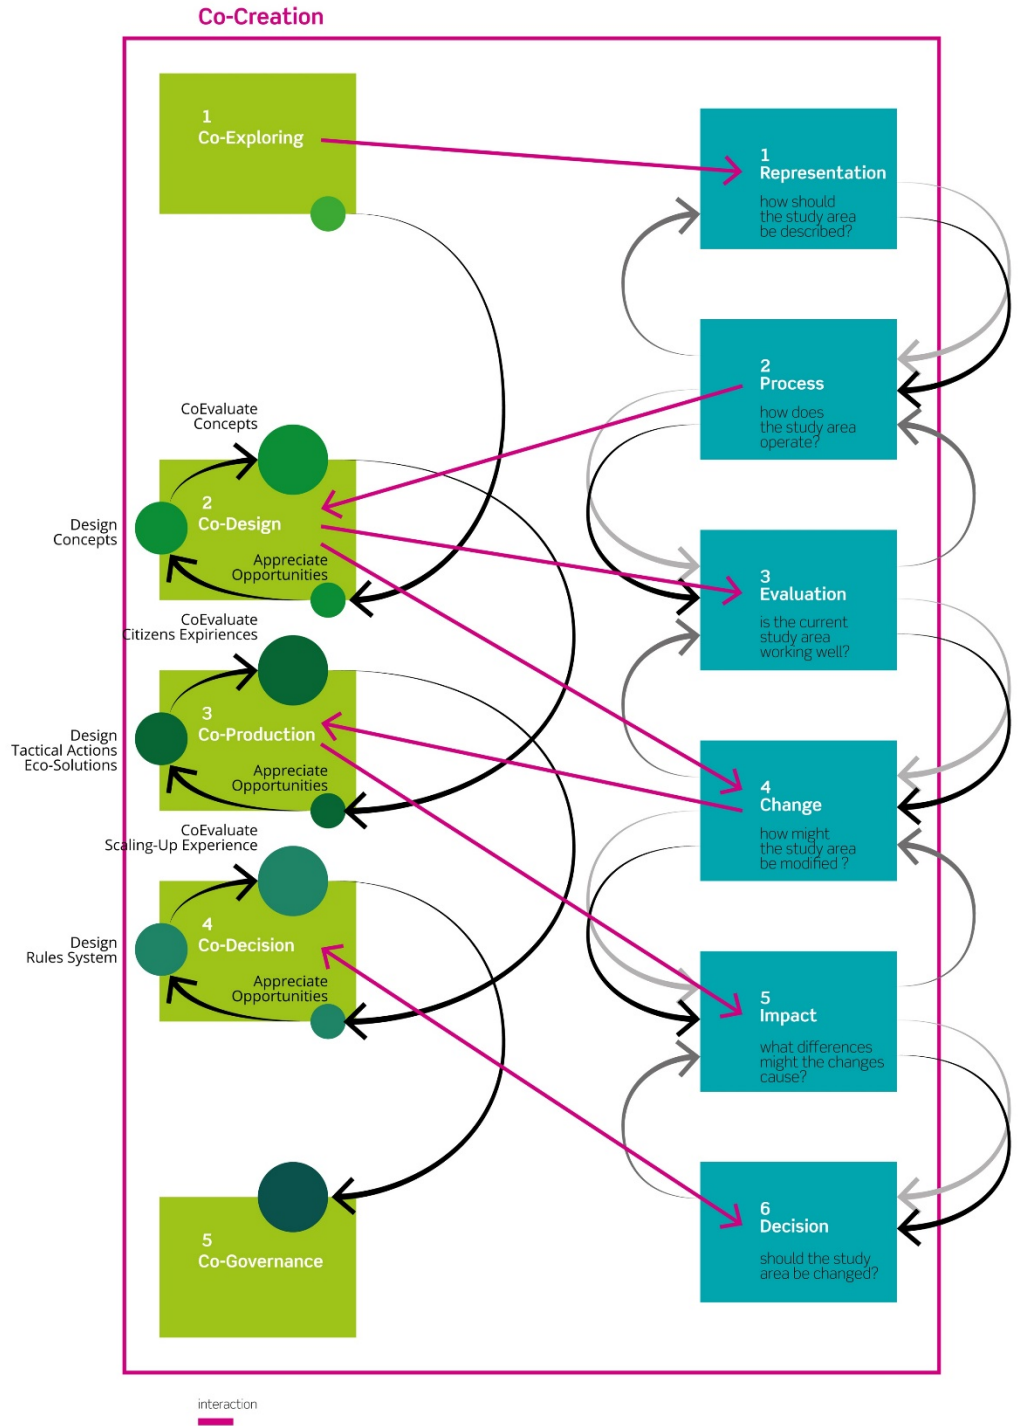 Co-Creation
1
Co-Exploring
1
Representation
how should
the study area
be described?
2
Process
how does
the study area
operate?
CoEvaluate
Concepts
2
Co-Design
Design
Concepts
Appreciate
Opportunities
3
Evaluation
is the current
study area
working well?
CoEvaluate
Citizens Expiriences
3
Co-Production
Design
Tactical Actions
Eco-Solutions
Appreciate
Opportunities
4
Change
how might
the study area
be modified ?
CoEvaluate
Scaling-Up Experience
4
Co-Decision
Design
Rules System
Appreciate
Opportunities
5
Impact
what differences
might the changes
cause?
5
Co-Governance
6
Decision
should the study
area be changed?
interaction